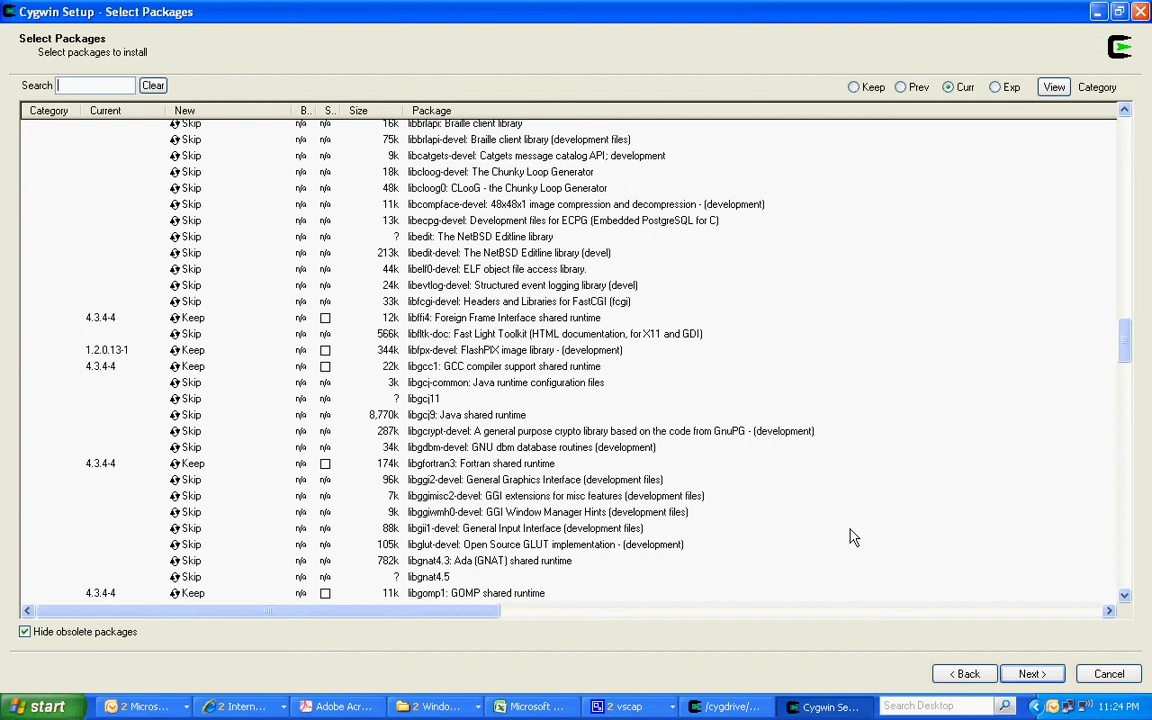 Cygwin Setup - Select Packages
Select Packages
Select packages to install
Search Clear Keep Prev Curr Exp View Category
Category Current New B.. S.. Size Package
Skip n/a n/a 16k libbrlapi: Braille client library
Skip n/a n/a 75k libbrlapi-devel: Braille client library (development files)
Skip n/a n/a 9k libcatgets-devel: Catgets message catalog API; development
Skip n/a n/a 18k libcloog-devel: The Chunky Loop Generator
Skip n/a n/a 48k libcloog0: CLooG - the Chunky Loop Generator
Skip n/a n/a 11k libcompface-devel: 48x48x1 image compression and decompression - (development)
Skip n/a n/a 13k libecpg-devel: Development files for ECPG (Embedded PostgreSQL for C)
Skip n/a n/a ? libedit: The NetBSD Editline library
Skip n/a n/a 213k libedit-devel: The NetBSD Editline library (devel)
Skip n/a n/a 44k libelf0-devel: ELF object file access library.
Skip n/a n/a 24k libevtlog-devel: Structured event logging library (devel)
Skip n/a n/a 33k libfcgi-devel: Headers and Libraries for FastCGI (fcgi)
4.3.4-4 Keep n/a 12k libffi4: Foreign Frame Interface shared runtime
Skip n/a n/a 566k libfltk-doc: Fast Light Toolkit (HTML documentation, for X11 and GDI)
1.2.0.13-1 Keep n/a 344k libfpx-devel: FlashPIX image library - (development)
4.3.4-4 Keep n/a 22k libgcc1: GCC compiler support shared runtime
Skip n/a n/a 3k libgcj-common: Java runtime configuration files
Skip n/a n/a ? libgcj11
Skip n/a n/a 8,770k libgcj9: Java shared runtime
Skip n/a n/a 287k libgcrypt-devel: A general purpose crypto library based on the code from GnuPG - (development)
Skip n/a n/a 34k libgdbm-devel: GNU dbm database routines (development)
4.3.4-4 Keep n/a 174k libgfortran3: Fortran shared runtime
Skip n/a n/a 96k libggi2-devel: General Graphics Interface (development files)
Skip n/a n/a 7k libggimisc2-devel: GGI extensions for misc features (development files)
Skip n/a n/a 9k libggiwmh0-devel: GGI Window Manager Hints (development files)
Skip n/a n/a 88k libgii1-devel: General Input Interface (development files)
Skip n/a n/a 105k libglut-devel: Open Source GLUT implementation - (development)
Skip n/a n/a 782k libgnat4.3: Ada (GNAT) shared runtime
Skip n/a n/a ? libgnat4.5
4.3.4-4 Keep n/a 11k libgomp1: GOMP shared runtime
Hide obsolete packages
< Back Next > Cancel
start 2 Micros... 2 Intern... Adobe Acr... 2 Windo... Microsoft ... 2 vscap /cygdrive/... Cygwin Se... Search Desktop 11:24 PM